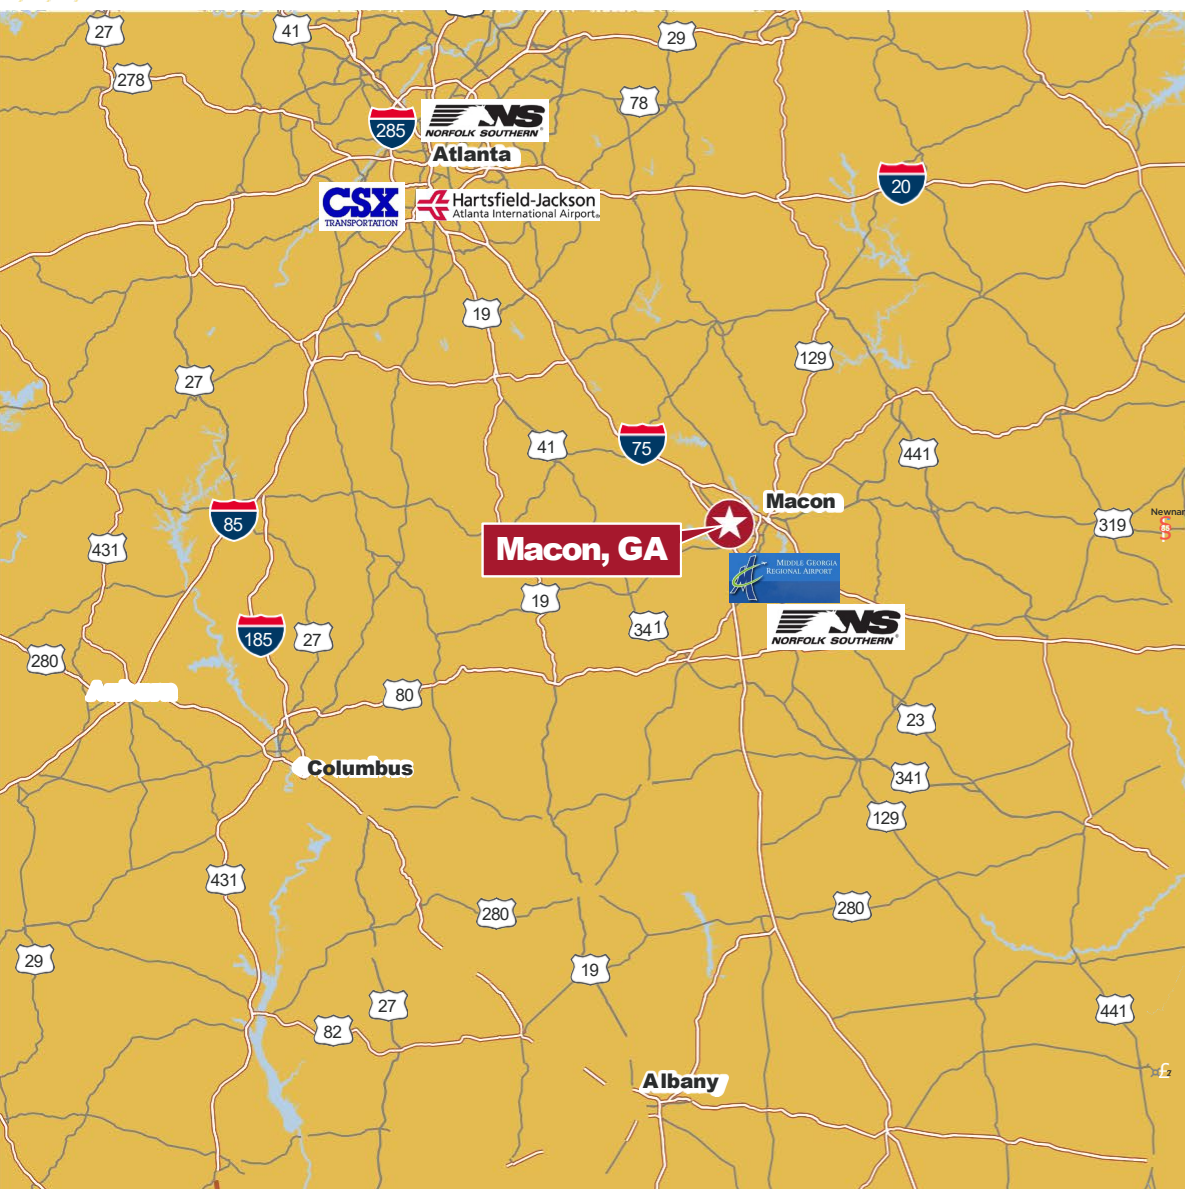 27
41
29
278
78
285
NS
NORFOLK SOUTHERN
Atlanta
20
CSX
TRANSPORTATION
Hartsfield-Jackson
Atlanta International Airport
19
129
27
41
75
441
Macon
85
319
431
Macon, GA
MIDDLE GEORGIA
REGIONAL AIRPORT
19
NS
NORFOLK SOUTHERN
341
185
27
280
80
23
Columbus
341
129
431
280
280
29
19
27
441
82
Albany